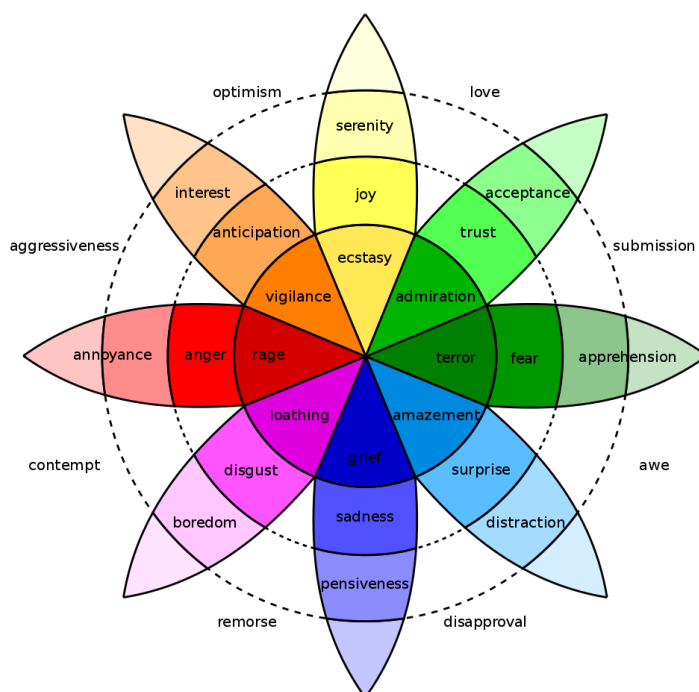 optimism
love
serenity
interest
acceptance
joy
anticipation
trust
aggressiveness
submission
ecstasy
vigilance
admiration
annoyance
anger
rage
terror
fear
apprehension
loathing
amazement
contempt
disgust
grief
surprise
awe
boredom
sadness
distraction
pensiveness
remorse
disapproval